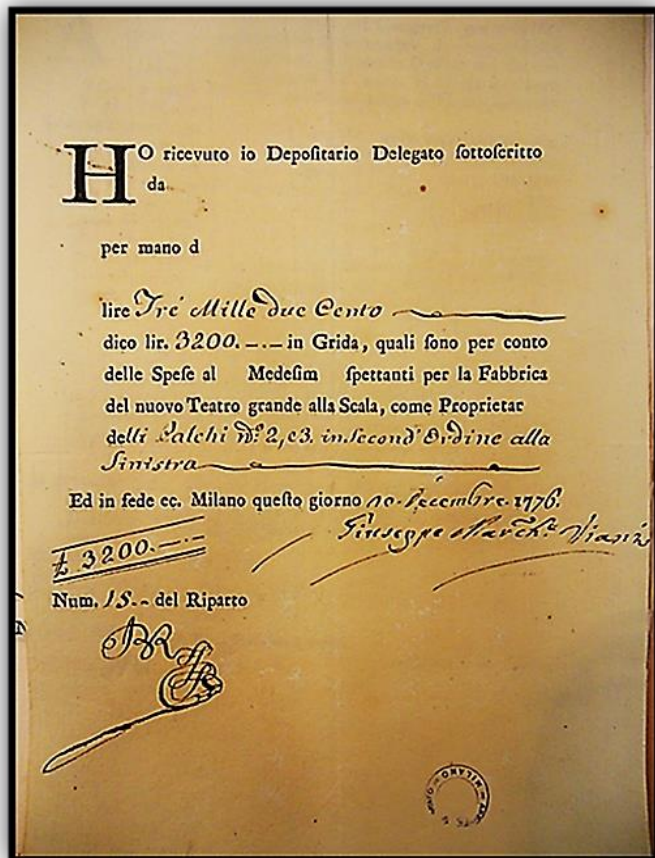 HO ricevuto io Depoſitario Delegato ſottoſcritto
da
per mano d
lire Tré Mille due Cento
dico lir. 3200. —.— in Grida, quali ſono per conto
delle Speſe al Medeſim ſpettanti per la Fabbrica
del nuovo Teatro grande alla Scala, come Proprietar
delli Palchi N.º 2, e 3. in Second' Ordine alla
Sinistra
Ed in fede ec. Milano queſto giorno 10. Decembre. 1776.
Giuseppe March.e
£ 3200.—.—
Num. 15.-- del Riparto
MILANO